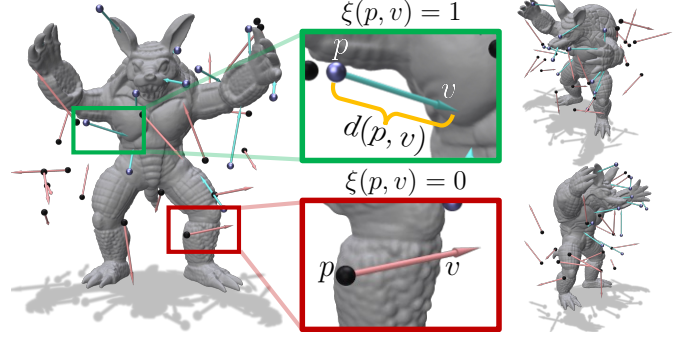 ξ(p, v) = 1
p
v
d(p, v)
ξ(p, v) = 0
p
v